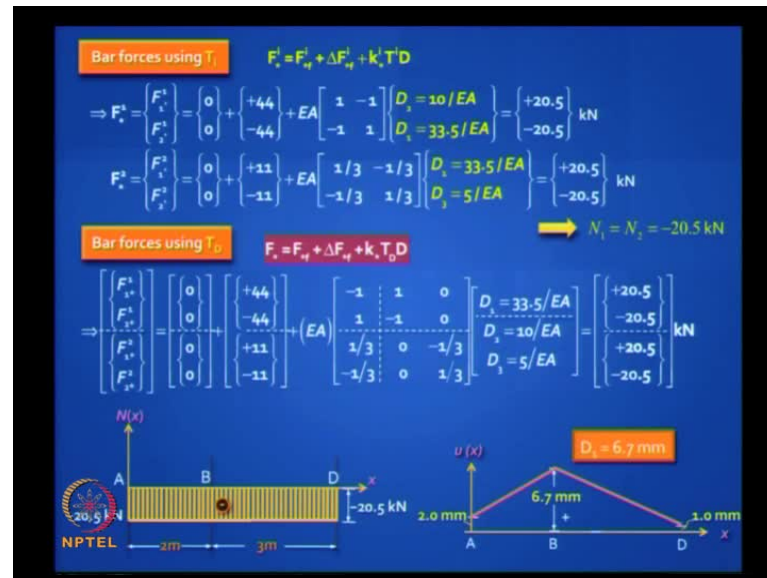 Bar forces using T_i    F_*^i = F_*f^i + ΔF_*f^i + k_*^i T^i D
⇒ F_*^1 = {F_1*^1 F_2*^1} = {0 0} + {+44 −44} + EA [1 −1 −1 1] {D_2 = 10/EA D_1 = 33.5/EA} = {+20.5 −20.5} kN
F_*^2 = {F_1*^2 F_2*^2} = {0 0} + {+11 −11} + EA [1/3 −1/3 −1/3 1/3] {D_1 = 33.5/EA D_3 = 5/EA} = {+20.5 −20.5} kN
N_1 = N_2 = −20.5 kN
Bar forces using T_D    F_* = F_*f + ΔF_*f + k_* T_D D
⇒ [{F_1*^1 F_2*^1} {F_1*^2 F_2*^2}] = [{0 0} {0 0}] + [{+44 −44} {+11 −11}] + (EA) [−1 1 0 1 −1 0 1/3 0 −1/3 −1/3 0 1/3] [D_1 = 33.5/EA D_2 = 10/EA D_3 = 5/EA] = [{+20.5 −20.5} {+20.5 −20.5}] kN
N(x)
A B D x
−20.5 kN
−20.5 kN
2m 3m
NPTEL
u(x)
D_1 = 6.7 mm
6.7 mm
2.0 mm + 1.0 mm
A B D x